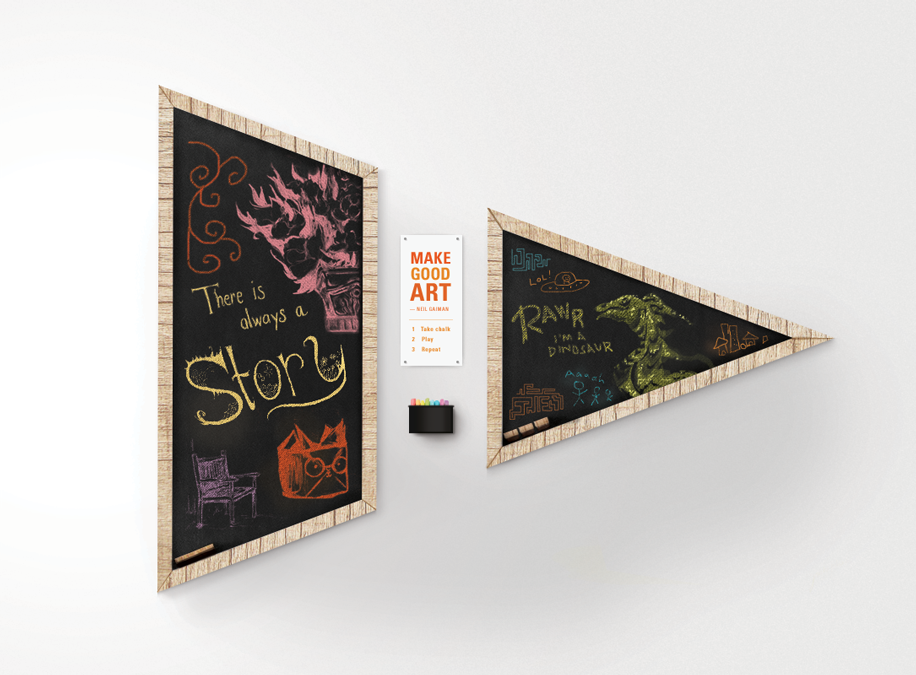 There is
always a
Story
MAKE
GOOD
ART
— NEIL GAIMAN
1 Take chalk
2 Play
3 Repeat
LOL!
RAWR
I'M A
DINOSAUR
Aaaah